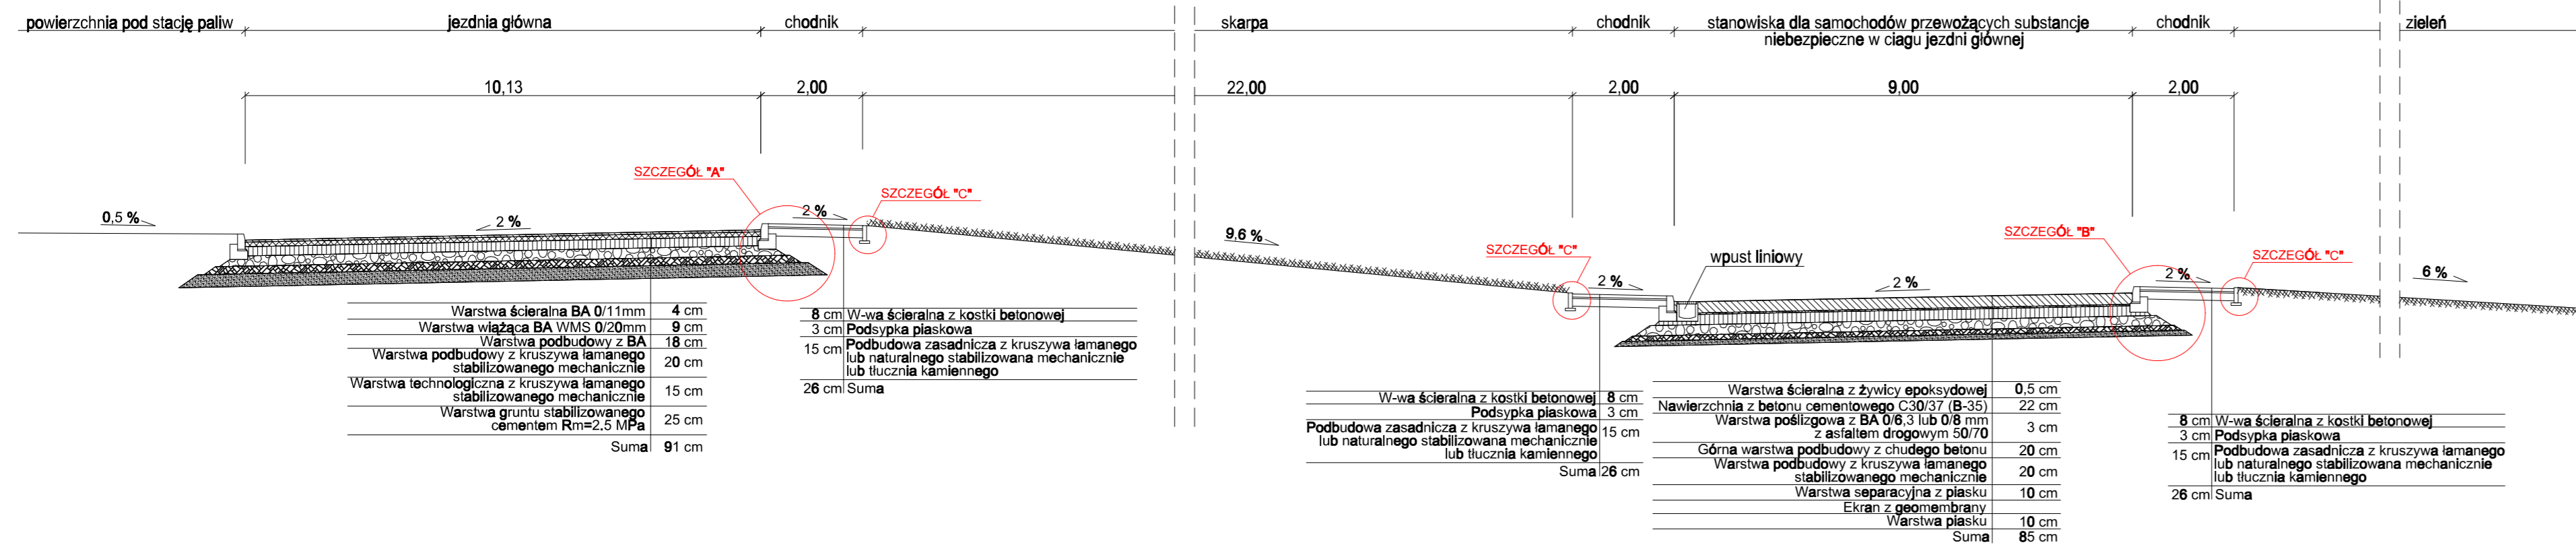 powierzchnia pod stację paliw
jezdnia główna
chodnik
skarpa
chodnik
stanowiska dla samochodów przewożących substancje
niebezpieczne w ciagu jezdni głównej
chodnik
zieleń
10,13
2,00
22,00
2,00
9,00
2,00
SZCZEGÓŁ "A"
SZCZEGÓŁ "C"
0,5 %
2 %
2 %
9,6 %
SZCZEGÓŁ "C"
2 %
wpust liniowy
2 %
SZCZEGÓŁ "B"
2 %
SZCZEGÓŁ "C"
6 %
Warstwa ścieralna BA 0/11mm 4 cm
Warstwa wiążąca BA WMS 0/20mm 9 cm
Warstwa podbudowy z BA 18 cm
Warstwa podbudowy z kruszywa łamanego
stabilizowanego mechanicznie 20 cm
Warstwa technologiczna z kruszywa łamanego
stabilizowanego mechanicznie 15 cm
Warstwa gruntu stabilizowanego
cementem Rm=2.5 MPa 25 cm
Suma 91 cm
8 cm W-wa ścieralna z kostki betonowej
3 cm Podsypka piaskowa
15 cm Podbudowa zasadnicza z kruszywa łamanego
lub naturalnego stabilizowana mechanicznie
lub tłucznia kamiennego
26 cm Suma
W-wa ścieralna z kostki betonowej 8 cm
Podsypka piaskowa 3 cm
Podbudowa zasadnicza z kruszywa łamanego 15 cm
lub naturalnego stabilizowana mechanicznie
lub tłucznia kamiennego
Suma 26 cm
Warstwa ścieralna z żywicy epoksydowej 0,5 cm
Nawierzchnia z betonu cementowego C30/37 (B-35) 22 cm
Warstwa poślizgowa z BA 0/6,3 lub 0/8 mm
z asfaltem drogowym 50/70 3 cm
Górna warstwa podbudowy z chudego betonu 20 cm
Warstwa podbudowy z kruszywa łamanego
stabilizowanego mechanicznie 20 cm
Warstwa separacyjna z piasku 10 cm
Ekran z geomembrany
Warstwa piasku 10 cm
Suma 85 cm
8 cm W-wa ścieralna z kostki betonowej
3 cm Podsypka piaskowa
15 cm Podbudowa zasadnicza z kruszywa łamanego
lub naturalnego stabilizowana mechanicznie
lub tłucznia kamiennego
26 cm Suma